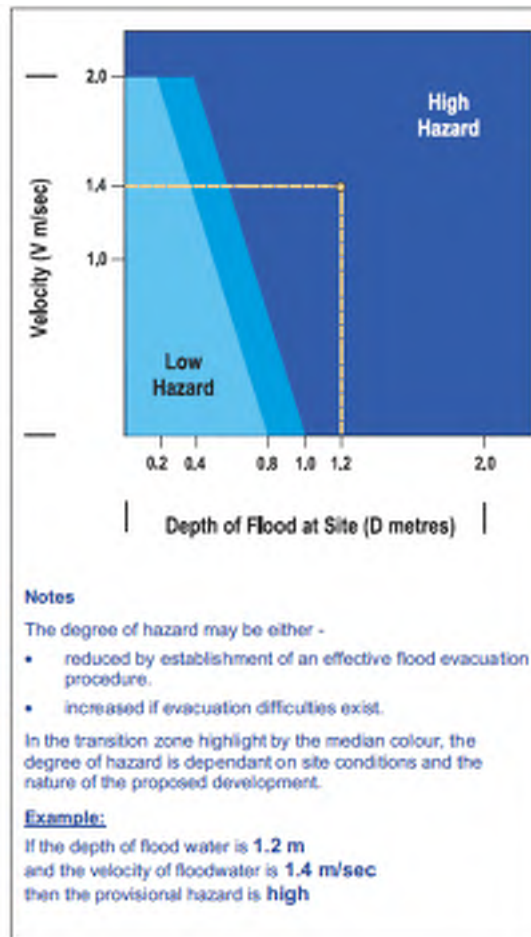 2.0
High
Hazard
1.4
1.0
Velocity (V m/sec)
Low
Hazard
0.2 0.4 0.8 1.0 1.2 2.0
Depth of Flood at Site (D metres)
Notes
The degree of hazard may be either -
• reduced by establishment of an effective flood evacuation
procedure.
• increased if evacuation difficulties exist.
In the transition zone highlight by the median colour, the
degree of hazard is dependant on site conditions and the
nature of the proposed development.
Example:
If the depth of flood water is 1.2 m
and the velocity of floodwater is 1.4 m/sec
then the provisional hazard is high